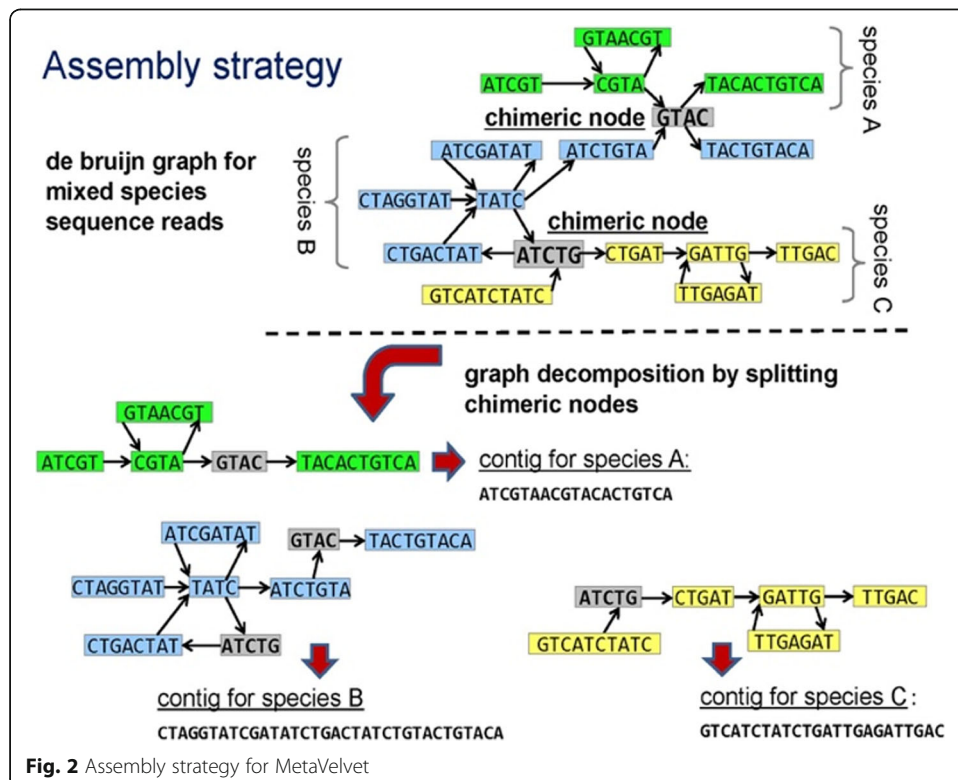 Assembly strategy
de bruijn graph for
mixed species
sequence reads
GTAACGT
ATCGT
CGTA
TACACTGTCA
species A
chimeric node
GTAC
species B
ATCGATAT
ATCTGTA
TACTGTACA
CTAGGTAT
TATC
chimeric node
CTGACTAT
ATCTG
CTGAT
GATTG
TTGAC
species C
GTCATCTATC
TTGAGAT
graph decomposition by splitting
chimeric nodes
GTAACGT
ATCGT
CGTA
GTAC
TACACTGTCA
contig for species A:
ATCGTAACGTACACTGTCA
ATCGATAT
GTAC
TACTGTACA
CTAGGTAT
TATC
ATCTGTA
CTGACTAT
ATCTG
contig for species B
CTAGGTATCGATATCTGACTATCTGTACTGTACA
ATCTG
CTGAT
GATTG
TTGAC
GTCATCTATC
TTGAGAT
contig for species C:
GTCATCTATCTGATTGAGATTGAC
Fig. 2 Assembly strategy for MetaVelvet